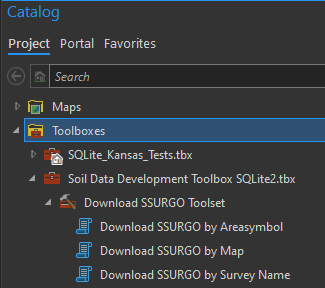 Catalog
Project Portal Favorites
Search
Maps
Toolboxes
SQLite_Kansas_Tests.tbx
Soil Data Development Toolbox SQLite2.tbx
Download SSURGO Toolset
Download SSURGO by Areasymbol
Download SSURGO by Map
Download SSURGO by Survey Name